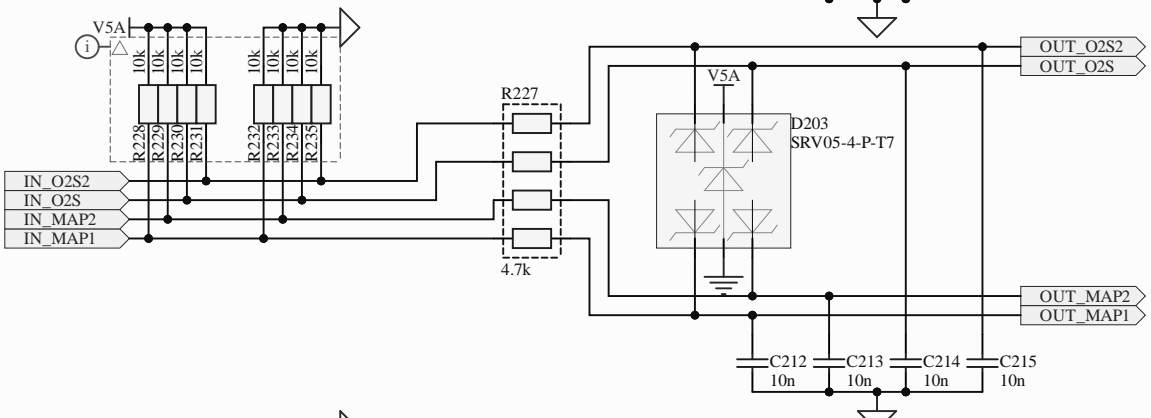 V5A
i
10k
10k
10k
10k
10k
10k
10k
10k
R228
R229
R230
R231
R232
R233
R234
R235
IN_O2S2
IN_O2S
IN_MAP2
IN_MAP1
R227
4.7k
V5A
D203
SRV05-4-P-T7
OUT_O2S2
OUT_O2S
OUT_MAP2
OUT_MAP1
C212
10n
C213
10n
C214
10n
C215
10n